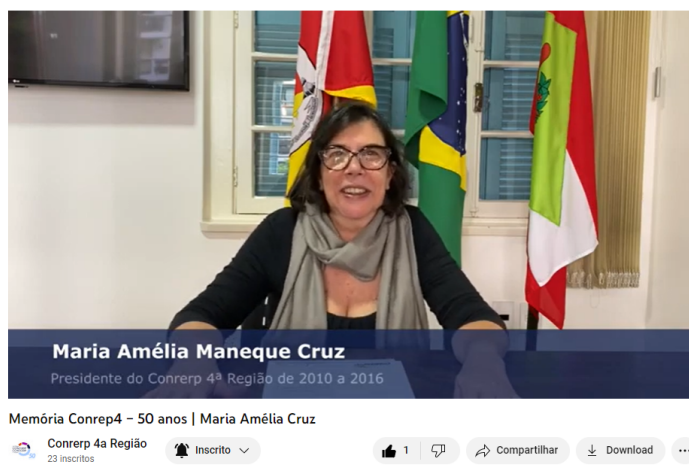 Maria Amélia Maneque Cruz
Presidente do Conrerp 4ª Região de 2010 a 2016
Memória Conrep4 – 50 anos | Maria Amélia Cruz
Conrerp 4a Região
23 inscritos
Inscrito
1
Compartilhar
Download